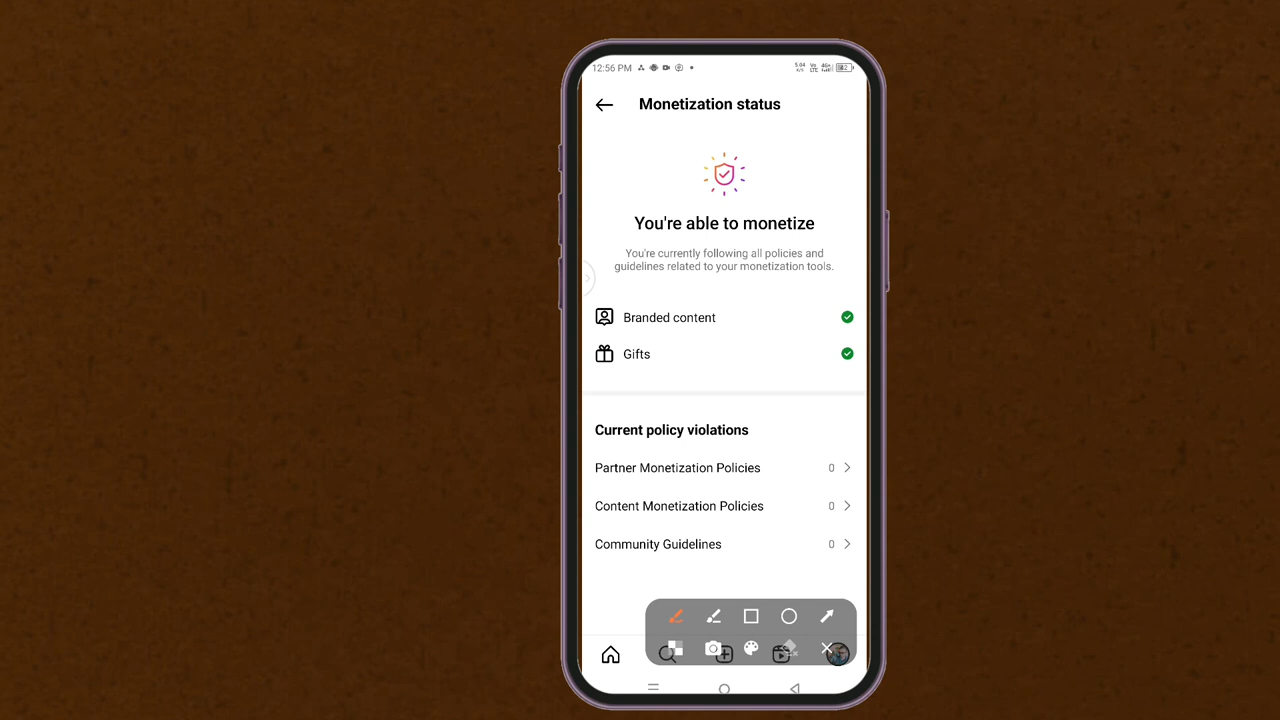 12:56 PM
Monetization status
You're able to monetize
You're currently following all policies and
guidelines related to your monetization tools.
Branded content
Gifts
Current policy violations
Partner Monetization Policies 0
Content Monetization Policies 0
Community Guidelines 0